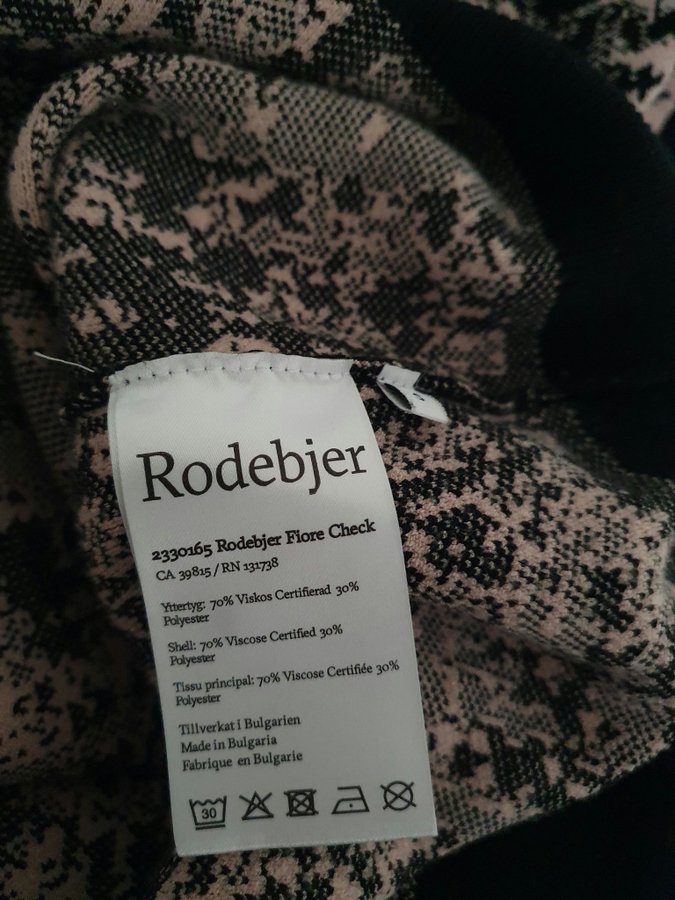 Rodebjer
2330165 Rodebjer Fiore Check
CA 39815 / RN 131738
Yttertyg: 70% Viskos Certifierad 30%
Polyester
Shell: 70% Viscose Certified 30%
Polyester
Tissu principal: 70% Viscose Certifiée 30%
Polyester
Tillverkat i Bulgarien
Made in Bulgaria
Fabrique en Bulgarie
30